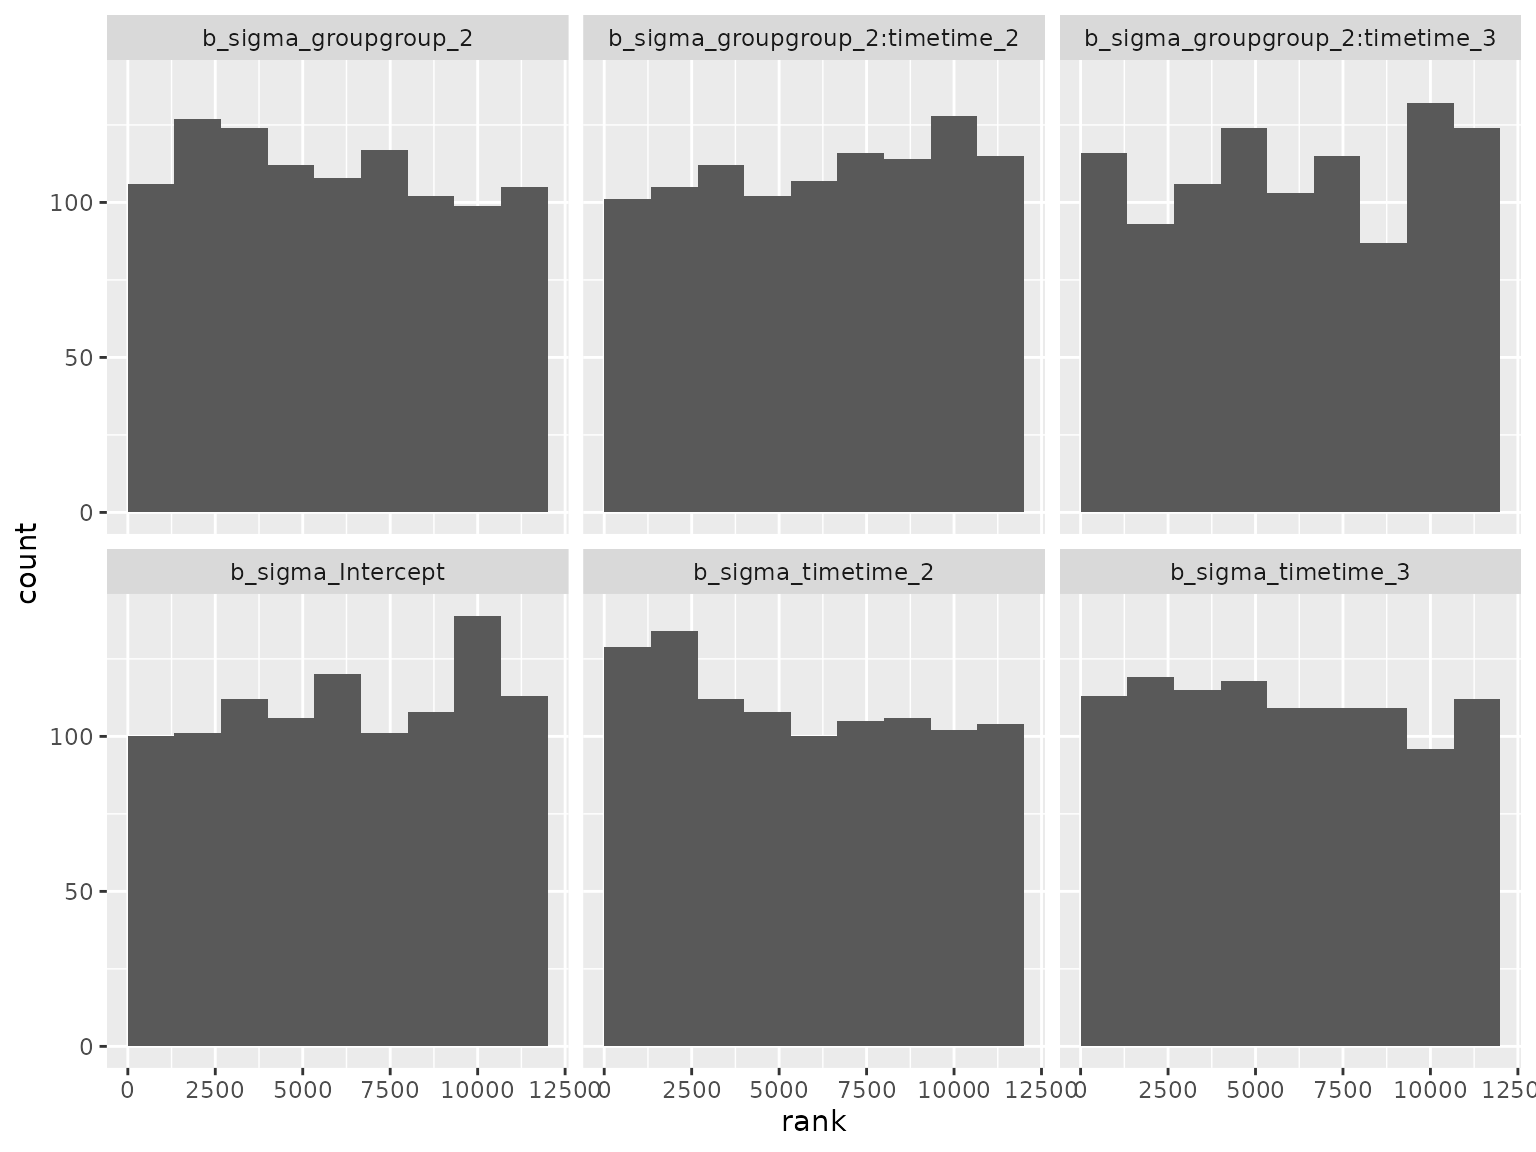 b_sigma_groupgroup_2 b_sigma_groupgroup_2:timetime_2 b_sigma_groupgroup_2:timetime_3
100
50
0
count
b_sigma_Intercept b_sigma_timetime_2 b_sigma_timetime_3
100
50
0
0 2500 5000 7500 10000 12500 0 2500 5000 7500 10000 12500 0 2500 5000 7500 10000 1250
rank